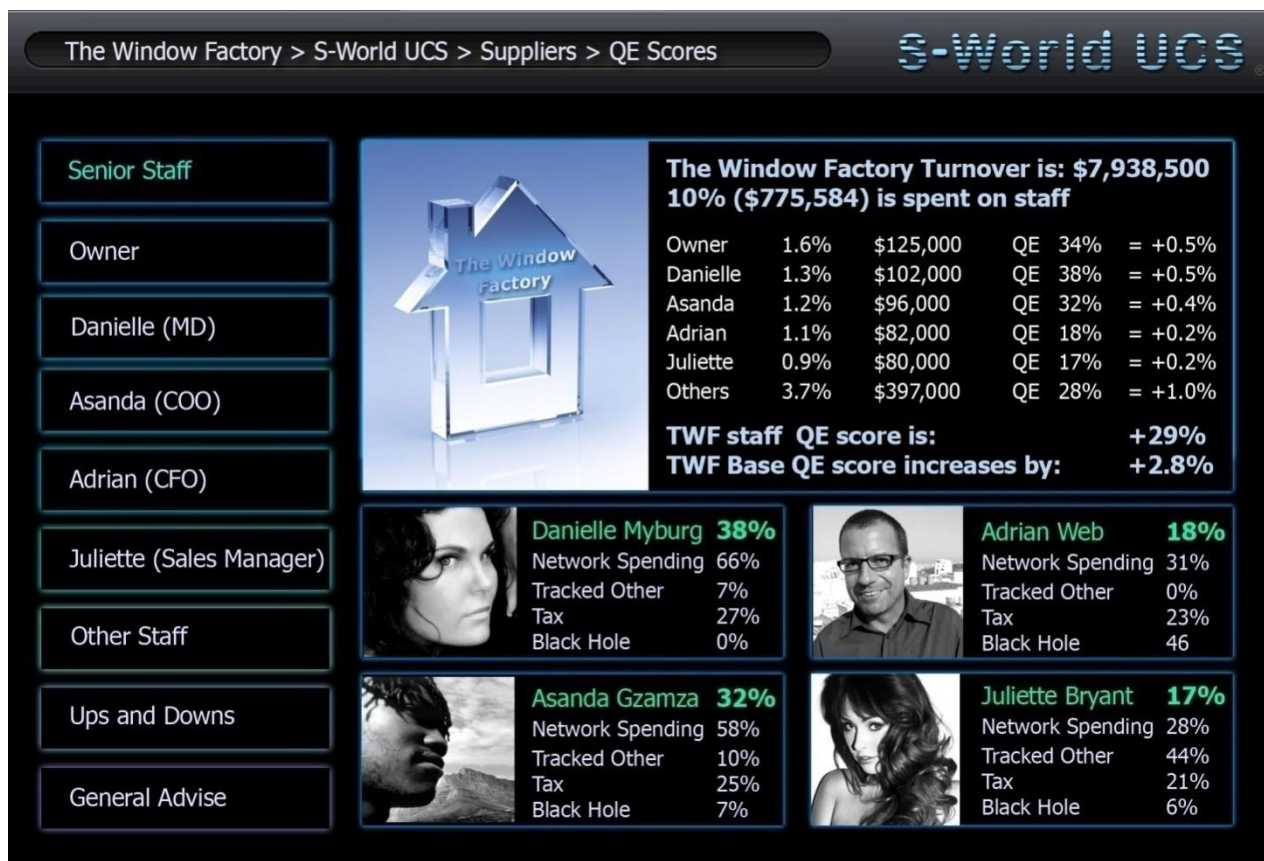 The Window Factory > S-World UCS > Suppliers > QE Scores
S-World UCS
Senior Staff
Owner
Danielle (MD)
Asanda (COO)
Adrian (CFO)
Juliette (Sales Manager)
Other Staff
Ups and Downs
General Advise
The Window Factory
The Window Factory Turnover is: $7,938,500
10% ($775,584) is spent on staff
Owner 1.6% $125,000 QE 34% = +0.5%
Danielle 1.3% $102,000 QE 38% = +0.5%
Asanda 1.2% $96,000 QE 32% = +0.4%
Adrian 1.1% $82,000 QE 18% = +0.2%
Juliette 0.9% $80,000 QE 17% = +0.2%
Others 3.7% $397,000 QE 28% = +1.0%
TWF staff QE score is: +29%
TWF Base QE score increases by: +2.8%
Danielle Myburg 38%
Network Spending 66%
Tracked Other 7%
Tax 27%
Black Hole 0%
Adrian Web 18%
Network Spending 31%
Tracked Other 0%
Tax 23%
Black Hole 46
Asanda Gzamza 32%
Network Spending 58%
Tracked Other 10%
Tax 25%
Black Hole 7%
Juliette Bryant 17%
Network Spending 28%
Tracked Other 44%
Tax 21%
Black Hole 6%